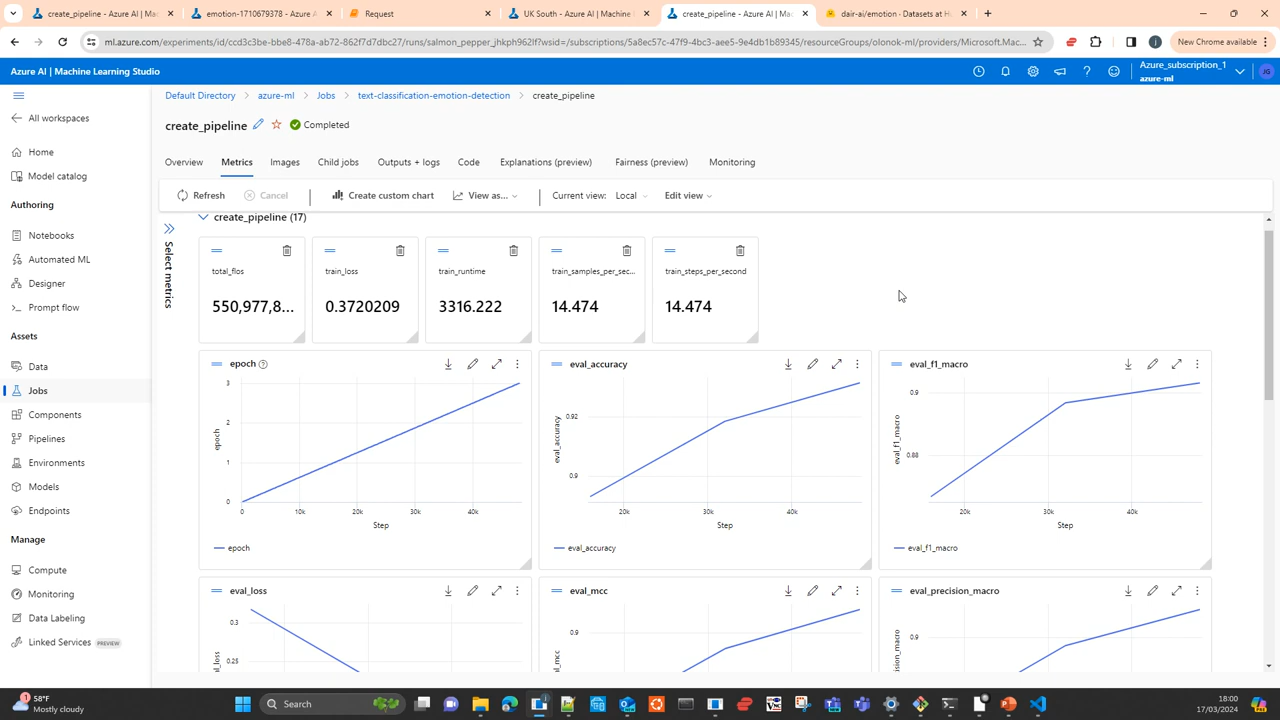 create_pipeline - Azure AI | Mac
emotion-1710679378 - Azure A
Request
UK South - Azure AI | Machine
create_pipeline - Azure AI | Mac
dair-ai/emotion · Datasets at H
ml.azure.com/experiments/id/ccd3c3be-bbe8-478a-ab72-862f7d7dbc27/runs/salmon_pepper_jhkph962lf?wsid=/subscriptions/5a8ec57c-47f9-4bc3-aee5-9e4db1b89345/resourceGroups/olonok-ml/providers/Microsoft.Mac...
New Chrome available
Azure AI | Machine Learning Studio
Azure_subscription_1
azure-ml
JG
All workspaces
Home
Model catalog
Authoring
Notebooks
Automated ML
Designer
Prompt flow
Assets
Data
Jobs
Components
Pipelines
Environments
Models
Endpoints
Manage
Compute
Monitoring
Data Labeling
Linked Services PREVIEW
Default Directory > azure-ml > Jobs > text-classification-emotion-detection > create_pipeline
create_pipeline Completed
Overview Metrics Images Child jobs Outputs + logs Code Explanations (preview) Fairness (preview) Monitoring
Refresh Cancel Create custom chart View as... Current view: Local Edit view
Select metrics
create_pipeline (17)
total_flos
550,977,8...
train_loss
0.3720209
train_runtime
3316.222
train_samples_per_sec...
14.474
train_steps_per_second
14.474
epoch
epoch
3
2
1
0
0 10k 20k 30k 40k
Step
epoch
eval_accuracy
eval_accuracy
0.92
0.9
20k 30k 40k
Step
eval_accuracy
eval_f1_macro
eval_f1_macro
0.9
0.88
20k 30k 40k
Step
eval_f1_macro
eval_loss
0.3
0.25
eval_mcc
0.9
eval_precision_macro
0.9
1
58°F
Mostly cloudy
Search
18:00
17/03/2024